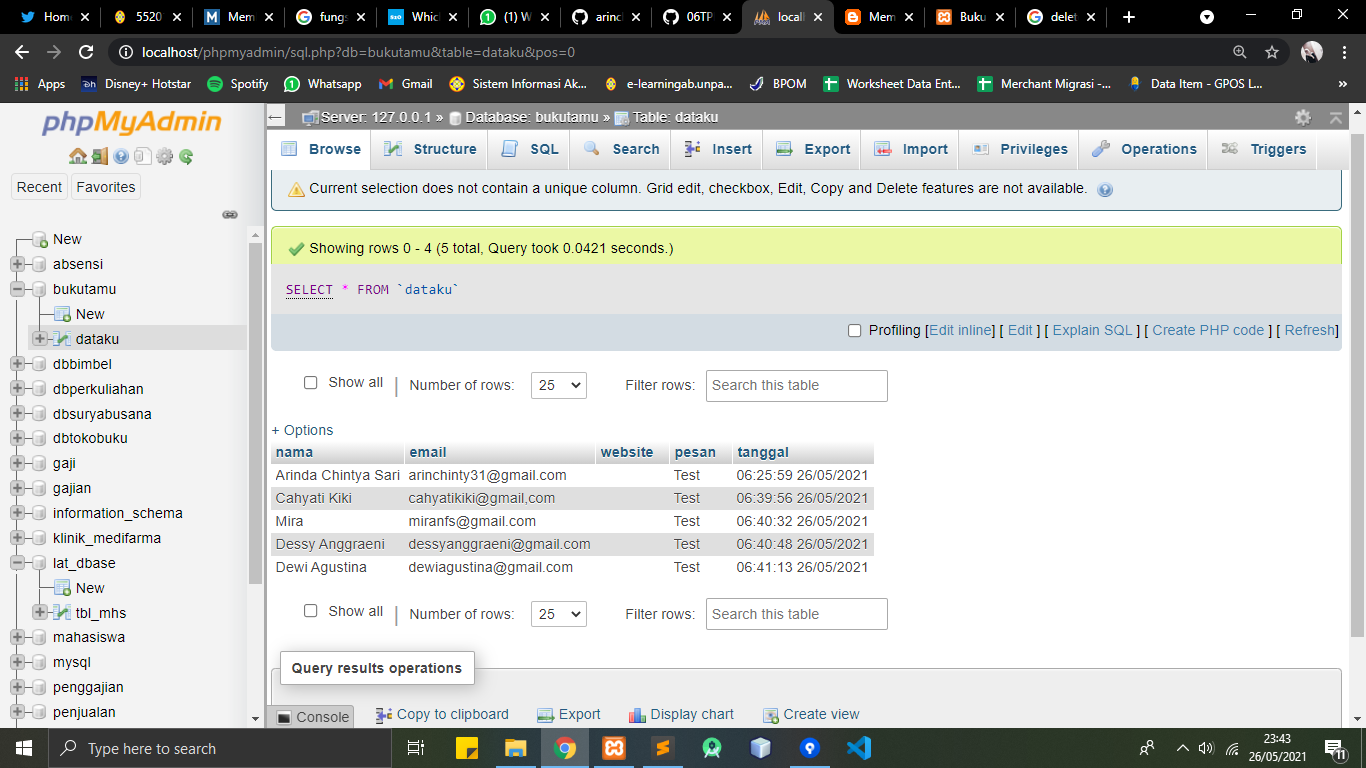 Home
5520
Mem
fungs
Which
(1) W
arinc
06TP
locall
Mem
Buku
delet
localhost/phpmyadmin/sql.php?db=bukutamu&table=dataku&pos=0
Apps
Disney+ Hotstar
Spotify
Whatsapp
Gmail
Sistem Informasi Ak...
e-learningab.unpa...
BPOM
Worksheet Data Ent...
Merchant Migrasi -...
Data Item - GPOS L...
»
phpMyAdmin
Recent
Favorites
New
absensi
bukutamu
New
dataku
dbbimbel
dbperkuliahan
dbsuryabusana
dbtokobuku
gaji
gajian
information_schema
klinik_medifarma
lat_dbase
New
tbl_mhs
mahasiswa
mysql
penggajian
penjualan
Server: 127.0.0.1 » Database: bukutamu » Table: dataku
Browse
Structure
SQL
Search
Insert
Export
Import
Privileges
Operations
Triggers
Current selection does not contain a unique column. Grid edit, checkbox, Edit, Copy and Delete features are not available.
Showing rows 0 - 4 (5 total, Query took 0.0421 seconds.)
SELECT * FROM `dataku`
Profiling [Edit inline] [ Edit ] [ Explain SQL ] [ Create PHP code ] [ Refresh]
Show all | Number of rows: 25 Filter rows: Search this table
+ Options
nama email website pesan tanggal
Arinda Chintya Sari arinchinty31@gmail.com Test 06:25:59 26/05/2021
Cahyati Kiki cahyatikiki@gmail,com Test 06:39:56 26/05/2021
Mira miranfs@gmail.com Test 06:40:32 26/05/2021
Dessy Anggraeni dessyanggraeni@gmail.com Test 06:40:48 26/05/2021
Dewi Agustina dewiagustina@gmail.com Test 06:41:13 26/05/2021
Show all | Number of rows: 25 Filter rows: Search this table
Query results operations
Console
Copy to clipboard
Export
Display chart
Create view
Type here to search
23:43
26/05/2021
11